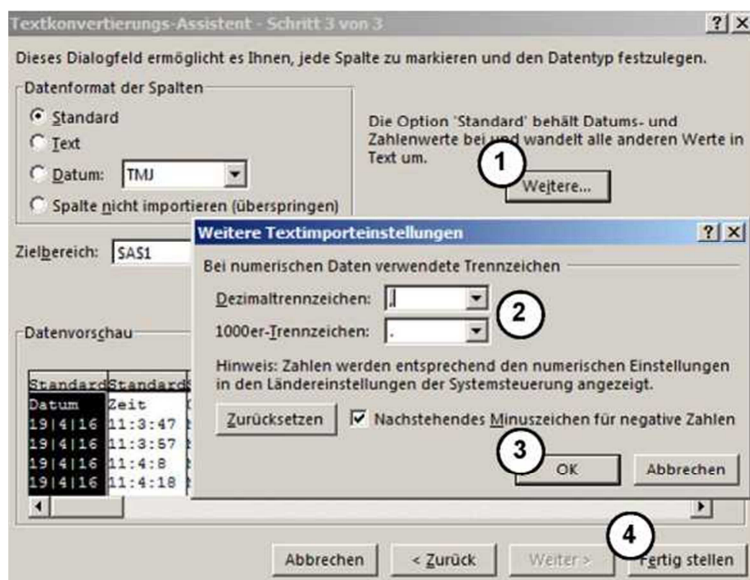 Textkonvertierungs-Assistent - Schritt 3 von 3
Dieses Dialogfeld ermöglicht es Ihnen, jede Spalte zu markieren und den Datentyp festzulegen.
Datenformat der Spalten
Standard
Text
Datum: TMJ
Spalte nicht importieren (überspringen)
Die Option 'Standard' behält Datums- und
Zahlenwerte bei und wandelt alle anderen Werte in
Text um.
1
Weitere...
Zielbereich: $A$1
Weitere Textimporteinstellungen
Bei numerischen Daten verwendete Trennzeichen
Dezimaltrennzeichen: ,
1000er-Trennzeichen: .
2
Hinweis: Zahlen werden entsprechend den numerischen Einstellungen
in den Ländereinstellungen der Systemsteuerung angezeigt.
Zurücksetzen
Nachstehendes Minuszeichen für negative Zahlen
3
OK
Abbrechen
Datenvorschau
Standard Standard
Datum Zeit
19|4|16 11:3:47
19|4|16 11:3:57
19|4|16 11:4:8
19|4|16 11:4:18
4
Abbrechen
< Zurück
Weiter >
Fertig stellen